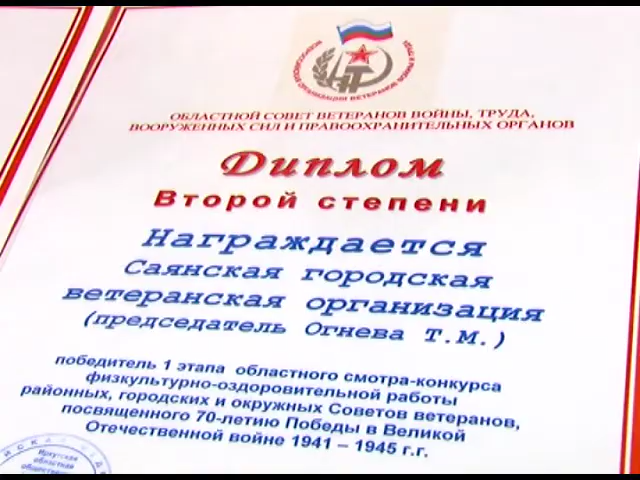 ОБЛАСТНОЙ СОВЕТ ВЕТЕРАНОВ ВОЙНЫ, ТРУДА,
ВООРУЖЕННЫХ СИЛ И ПРАВООХРАНИТЕЛЬНЫХ ОРГАНОВ
Диплом
Второй степени
Награждается
Саянская городская
ветеранская организация
(председатель Огнева Т.М.)
победитель 1 этапа областного смотра-конкурса
физкультурно-оздоровительной работы
районных, городских и окружных Советов ветеранов,
посвященного 70-летию Победы в Великой
Отечественной войне 1941 – 1945 г.г.
Иркутская
областная